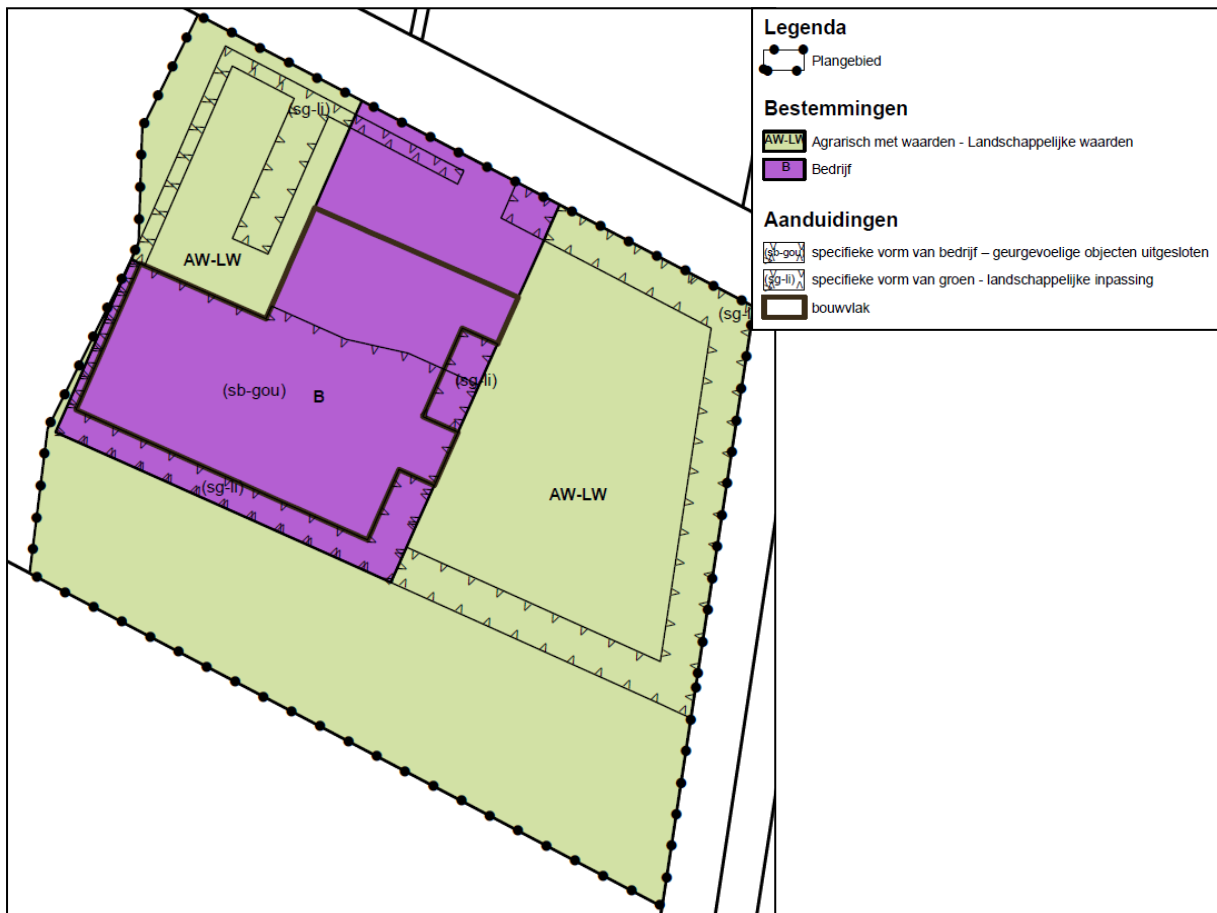 Legenda
Plangebied
Bestemmingen
AW-LW Agrarisch met waarden - Landschappelijke waarden
B Bedrijf
Aanduidingen
(sb-gou) specifieke vorm van bedrijf – geurgevoelige objecten uitgesloten
(sg-li) specifieke vorm van groen - landschappelijke inpassing
bouwvlak
(sg-li)
AW-LW
(sg-l
(sg-li)
(sb-gou) B
(sg-li)
AW-LW